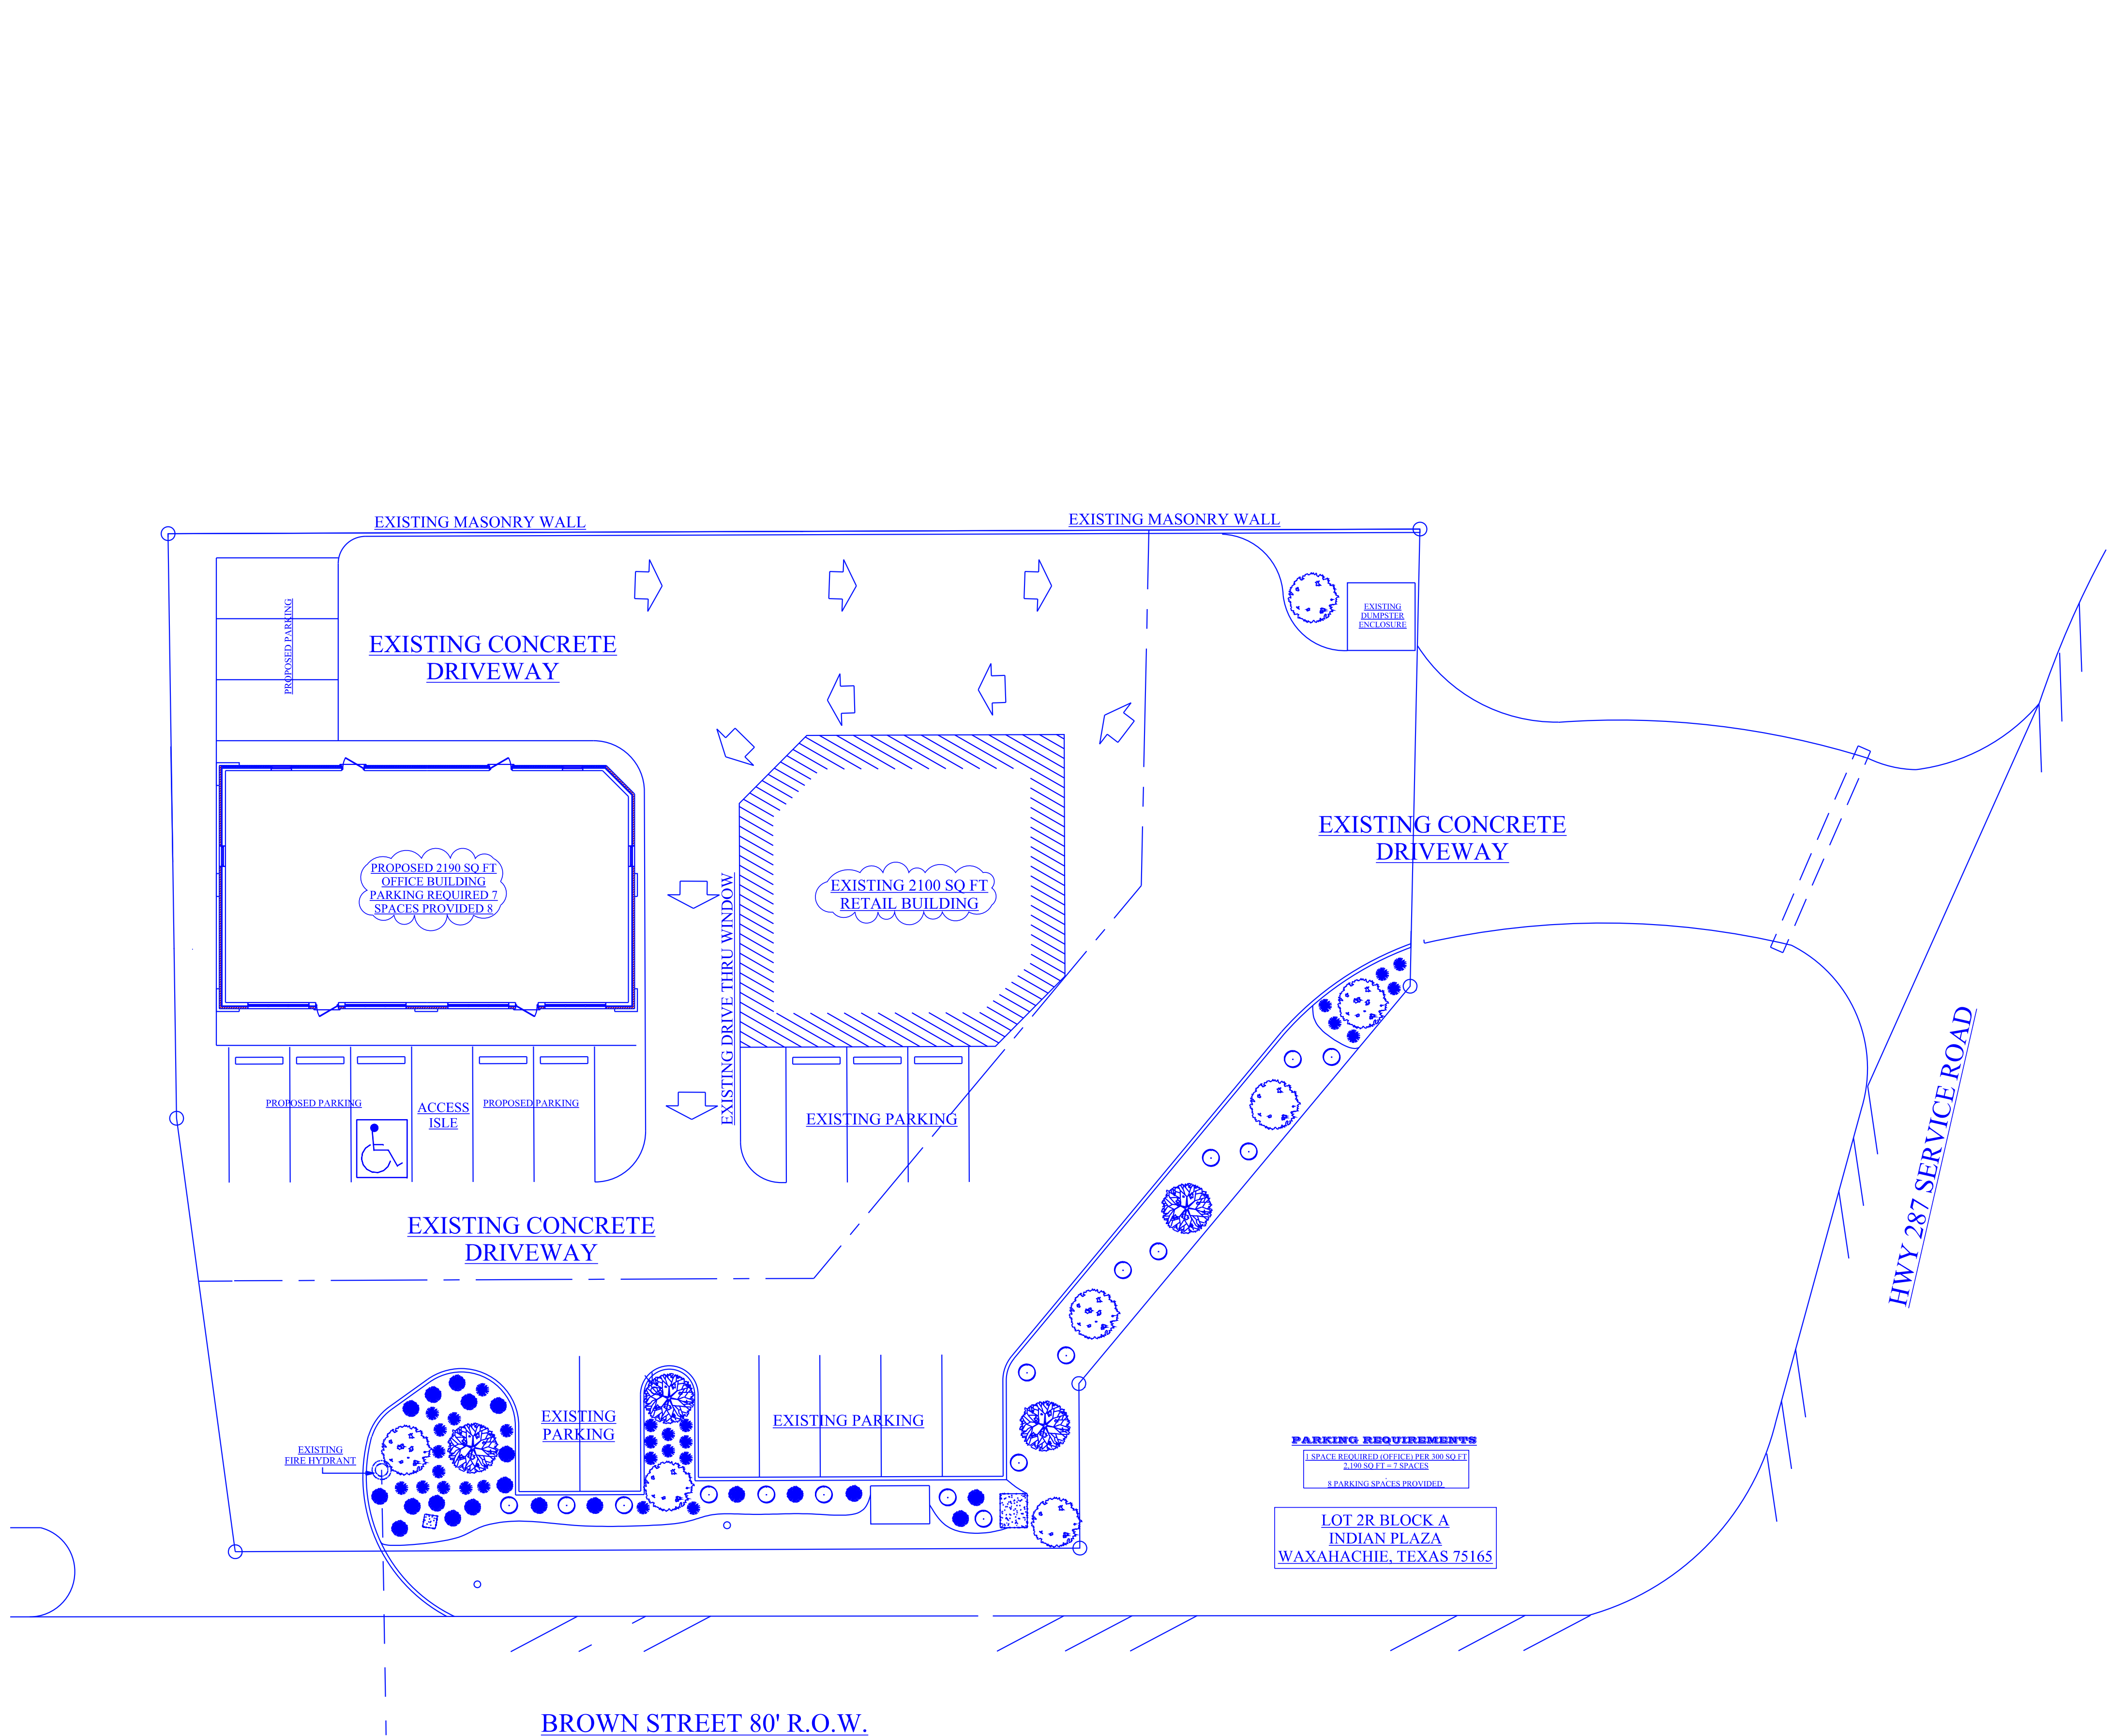 EXISTING MASONRY WALL
EXISTING MASONRY WALL
PROPOSED PARKING
EXISTING CONCRETE
DRIVEWAY
EXISTING
DUMPSTER
ENCLOSURE
EXISTING CONCRETE
DRIVEWAY
PROPOSED 2190 SQ FT
OFFICE BUILDING
PARKING REQUIRED 7
SPACES PROVIDED 8
EXISTING DRIVE THRU WINDOW
EXISTING 2100 SQ FT
RETAIL BUILDING
PROPOSED PARKING
ACCESS
ISLE
PROPOSED PARKING
EXISTING PARKING
HWY 287 SERVICE ROAD
EXISTING CONCRETE
DRIVEWAY
EXISTING
PARKING
EXISTING PARKING
EXISTING
FIRE HYDRANT
PARKING REQUIREMENTS
1 SPACE REQUIRED (OFFICE) PER 300 SQ FT
2,190 SQ FT = 7 SPACES
8 PARKING SPACES PROVIDED
LOT 2R BLOCK A
INDIAN PLAZA
WAXAHACHIE, TEXAS 75165
BROWN STREET 80' R.O.W.